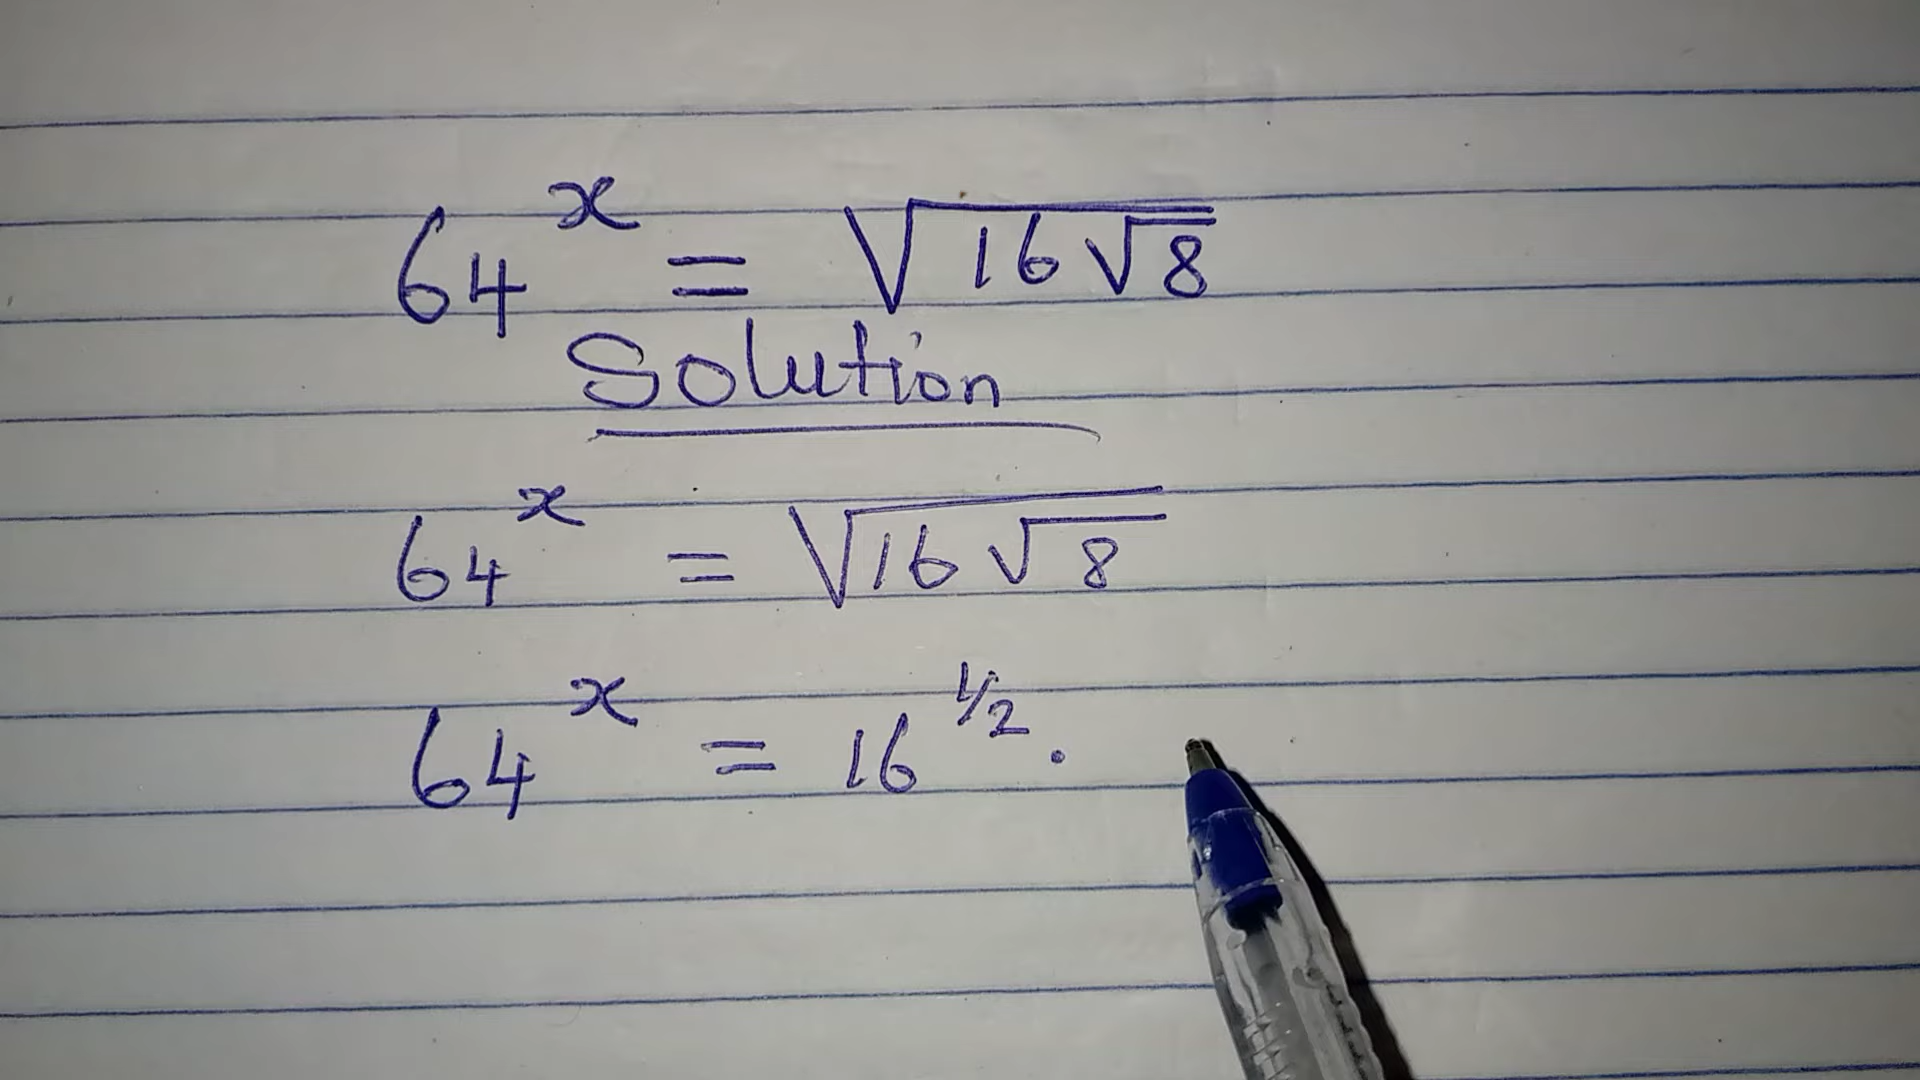 64^x = √(16√8)
Solution
64^x = √(16√8)
64^x = 16^(1/2) ·